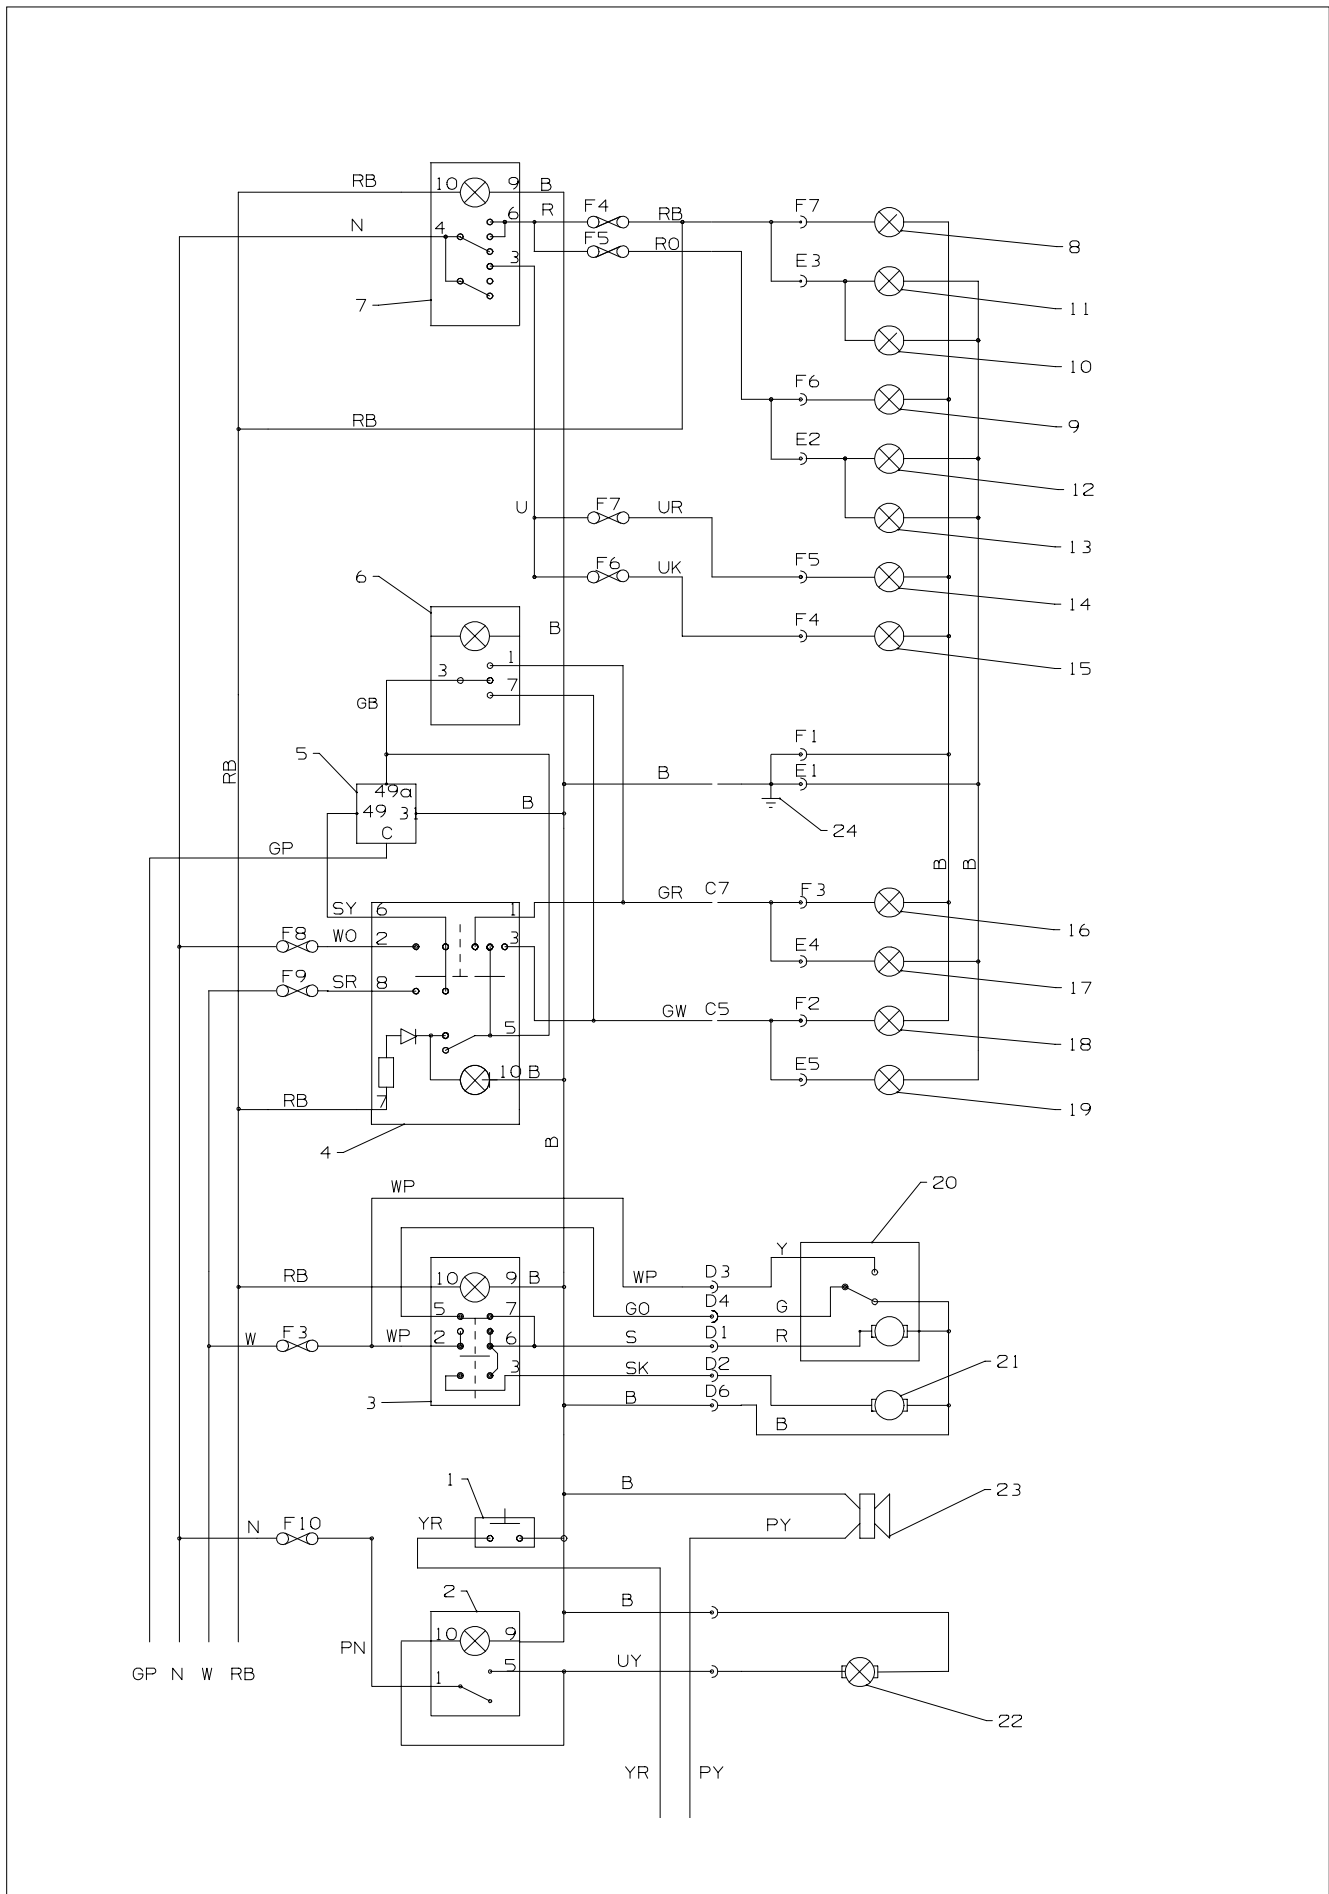 RB 10 9 B
R F4 RB F7
N 4 6
F5 RO 8
3 E3
7 11
10
RB F6
9
E2
12
U F7 UR
13
F6 UK F5
6 14
B F4
1
3 7 15
GB
5 F1
RB B E1
49a
49 31 B 24
C
GP
B B
GR C7 F3
SY 6 1
F8 WO 2 3 16
E4
F9 SR 8
17
GW C5 F2
5
18
10 B E5
RB 7
19
B
4
WP 20
Y
RB 10 9 B WP D3
5 7 GO D4 G
W F3 WP 2 6 S D1 R
3 SK D2 21
3 B D6
B
1 B 23
N F10 YR PY
2 B
PN 10 9
5 UY
GP N W RB 1
22
YR PY